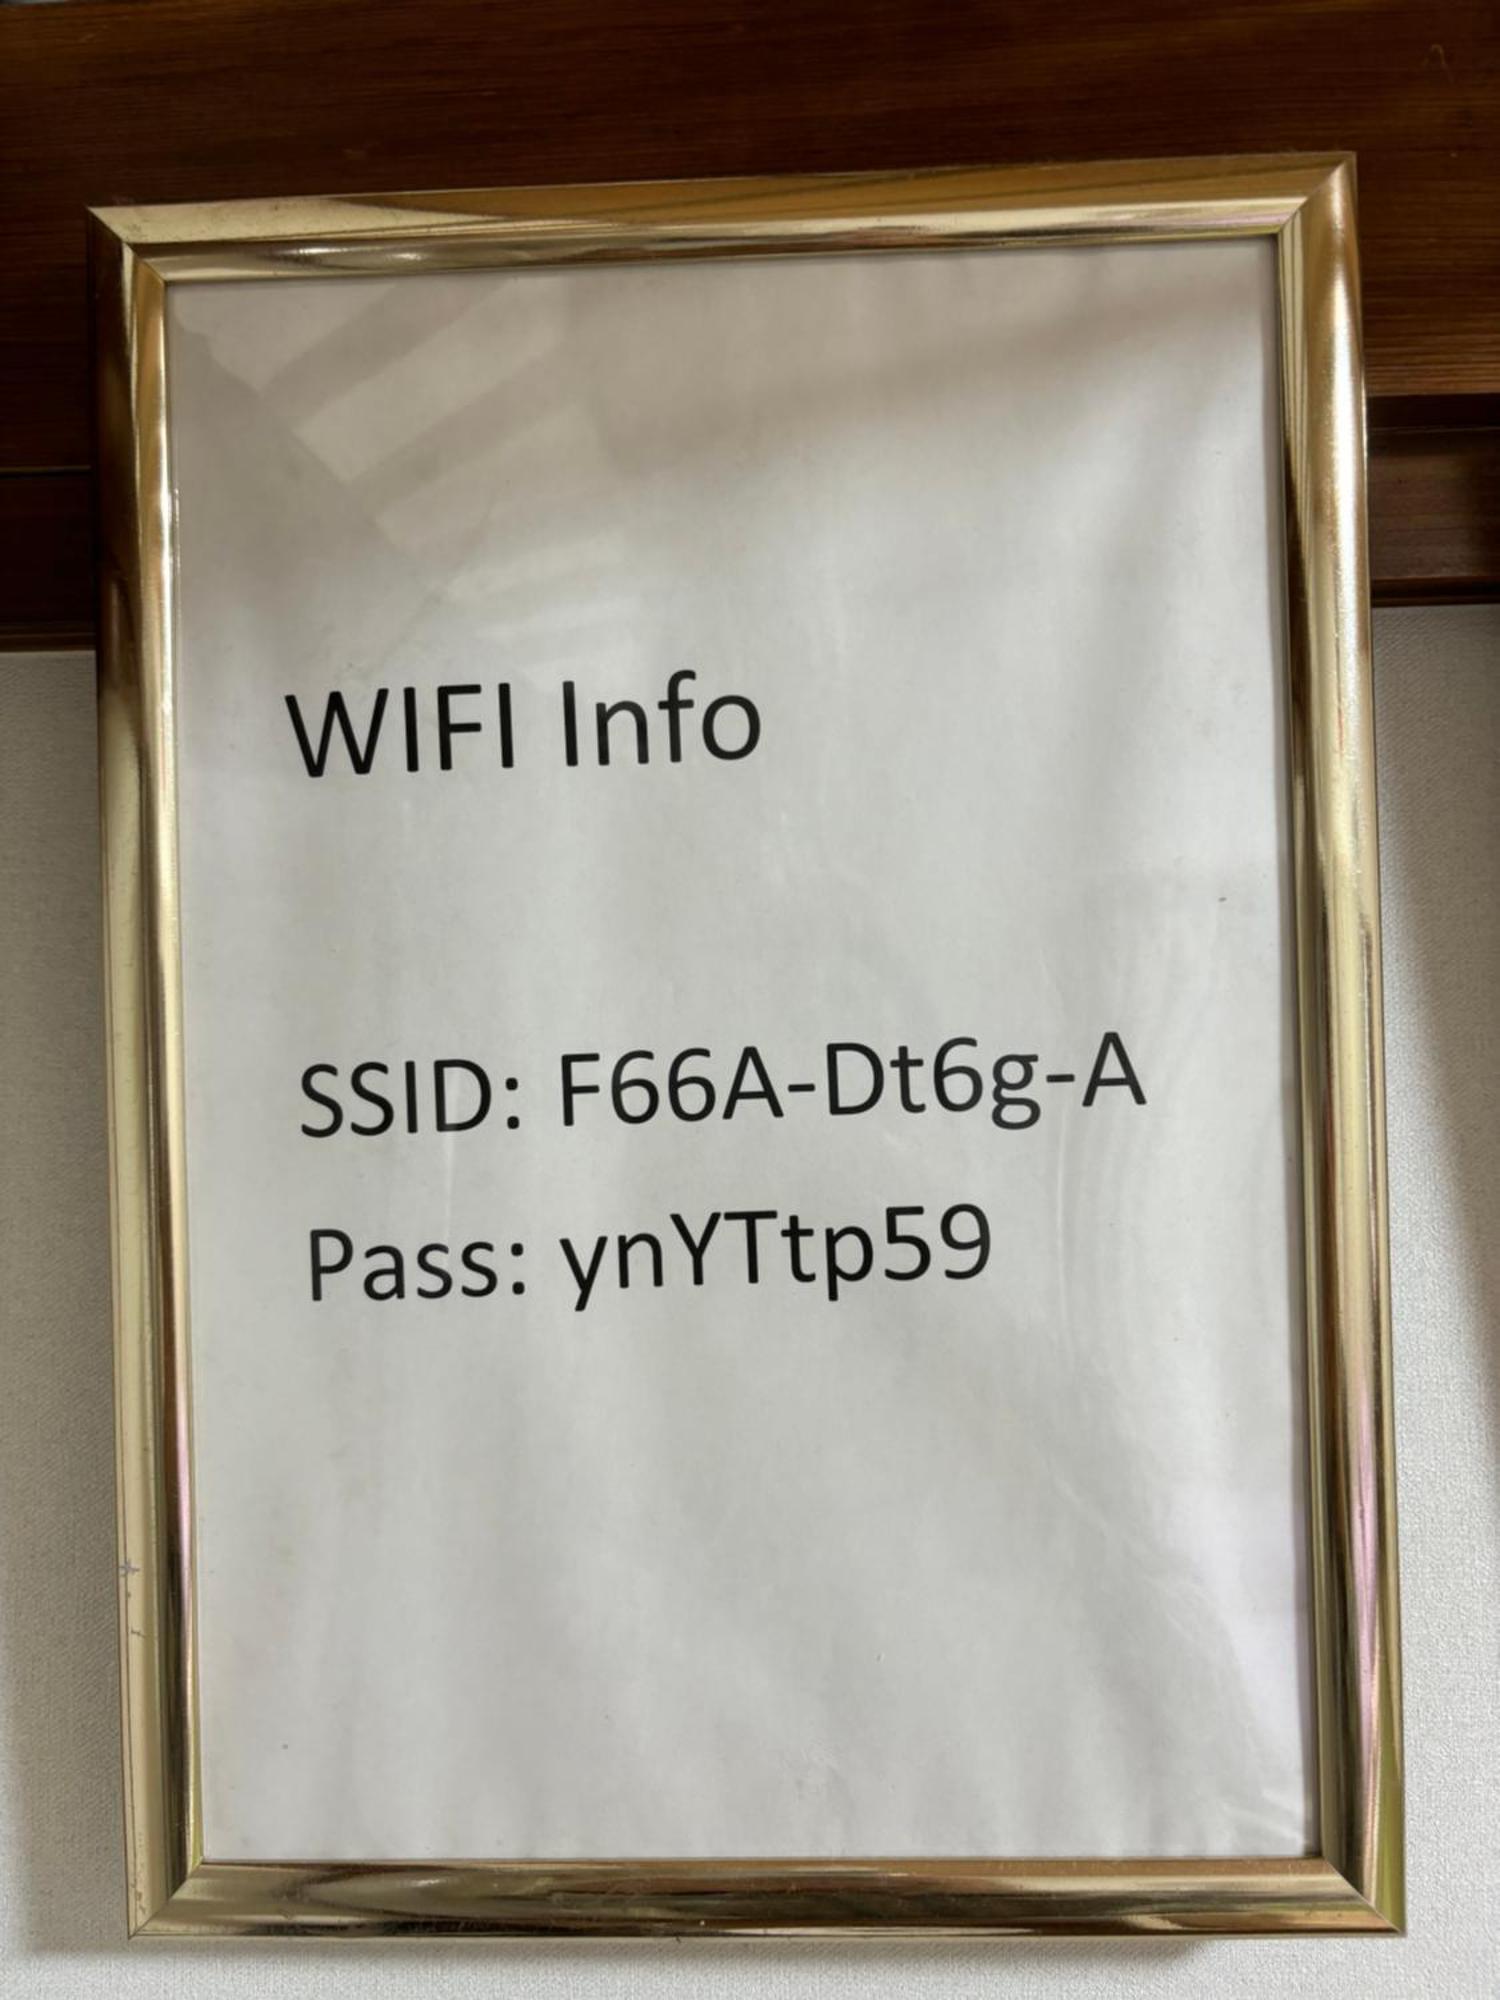 WIFI Info
SSID: F66A-Dt6g-A
Pass: ynYTtp59